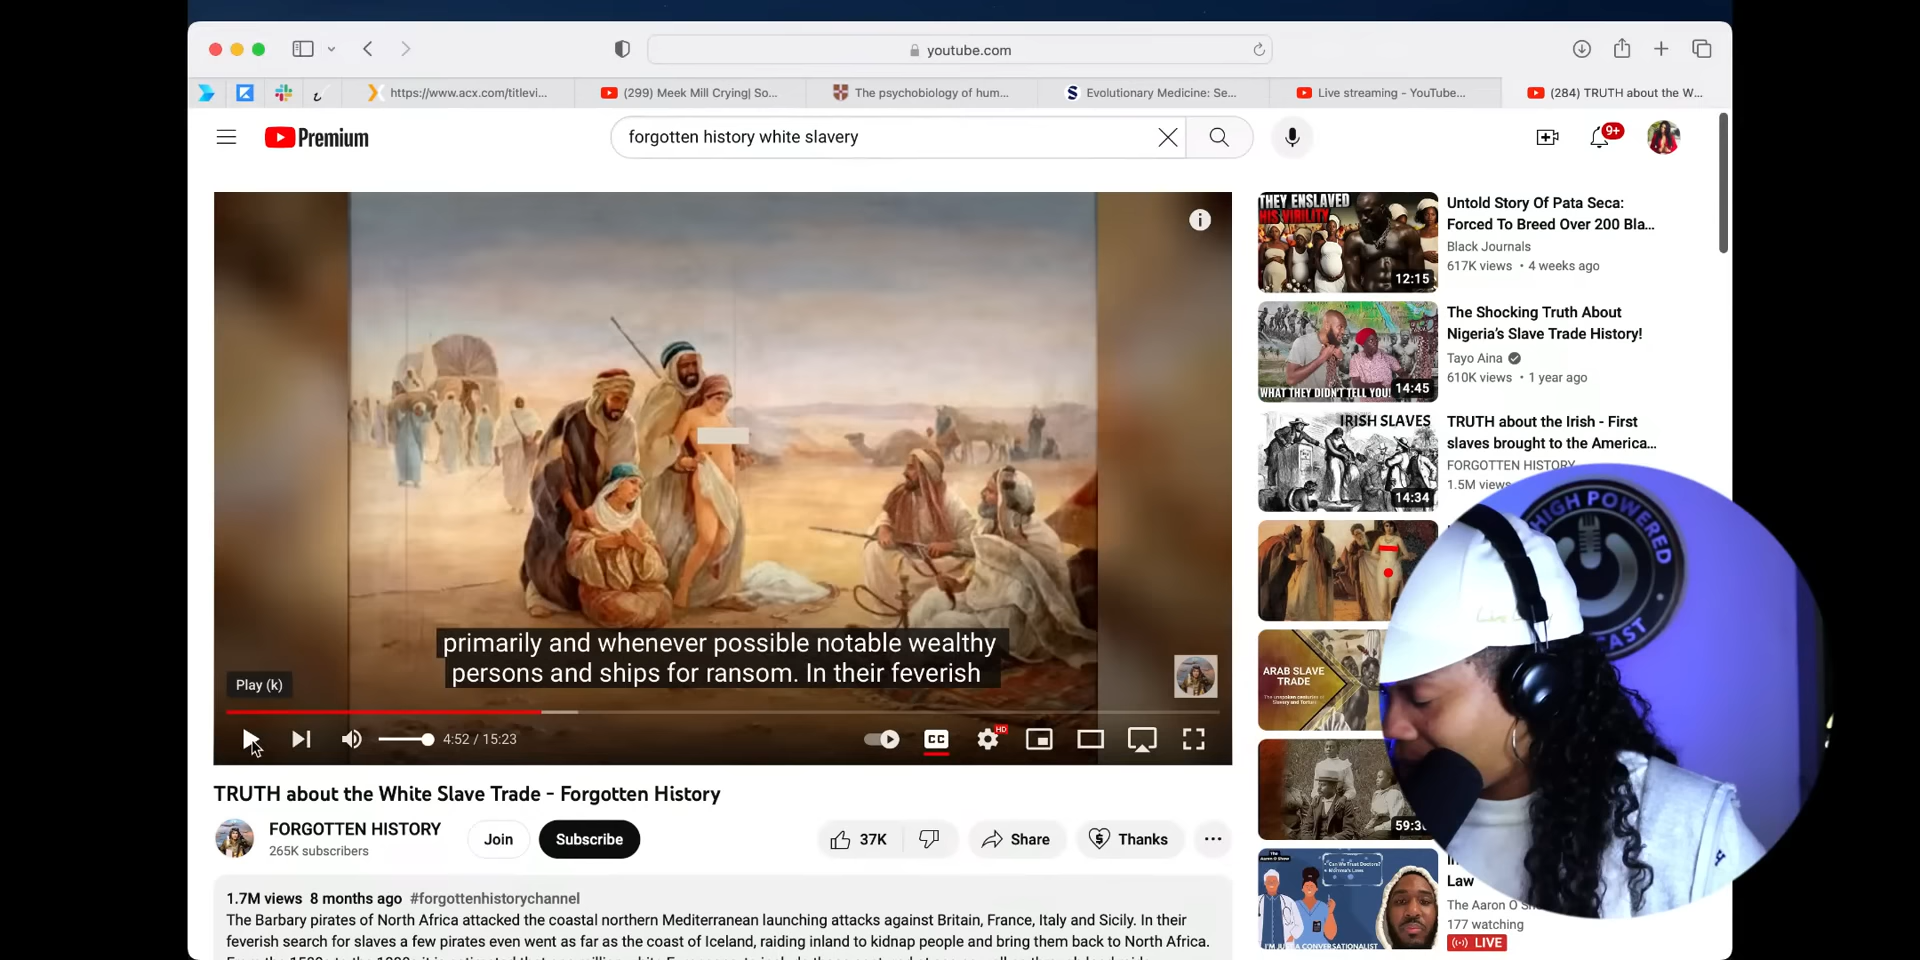 youtube.com
https://www.acx.com/titlevi...
(299) Meek Mill Crying| So...
The psychobiology of hum...
Evolutionary Medicine: Se...
Live streaming - YouTube...
(284) TRUTH about the W...
Premium
forgotten history white slavery
9+
primarily and whenever possible notable wealthy
persons and ships for ransom. In their feverish
Play (k)
4:52 / 15:23
CC
HD
TRUTH about the White Slave Trade - Forgotten History
FORGOTTEN HISTORY
265K subscribers
Join
Subscribe
37K
Share
Thanks
1.7M views 8 months ago #forgottenhistorychannel
The Barbary pirates of North Africa attacked the coastal northern Mediterranean launching attacks against Britain, France, Italy and Sicily. In their
feverish search for slaves a few pirates even went as far as the coast of Iceland, raiding inland to kidnap people and bring them back to North Africa.
THEY ENSLAVED
HIS VIRILITY
12:15
Untold Story Of Pata Seca:
Forced To Breed Over 200 Bla...
Black Journals
617K views • 4 weeks ago
WHAT THEY DIDN'T TELL YOU!
14:45
The Shocking Truth About
Nigeria's Slave Trade History!
Tayo Aina
610K views • 1 year ago
IRISH SLAVES
14:34
TRUTH about the Irish - First
slaves brought to the America...
FORGOTTEN HISTORY
1.5M views
ARAB SLAVE
TRADE
HIGH POWERED
Law
The Aaron O
177 watching
LIVE
I'M JUST A CONVERSATIONALIST